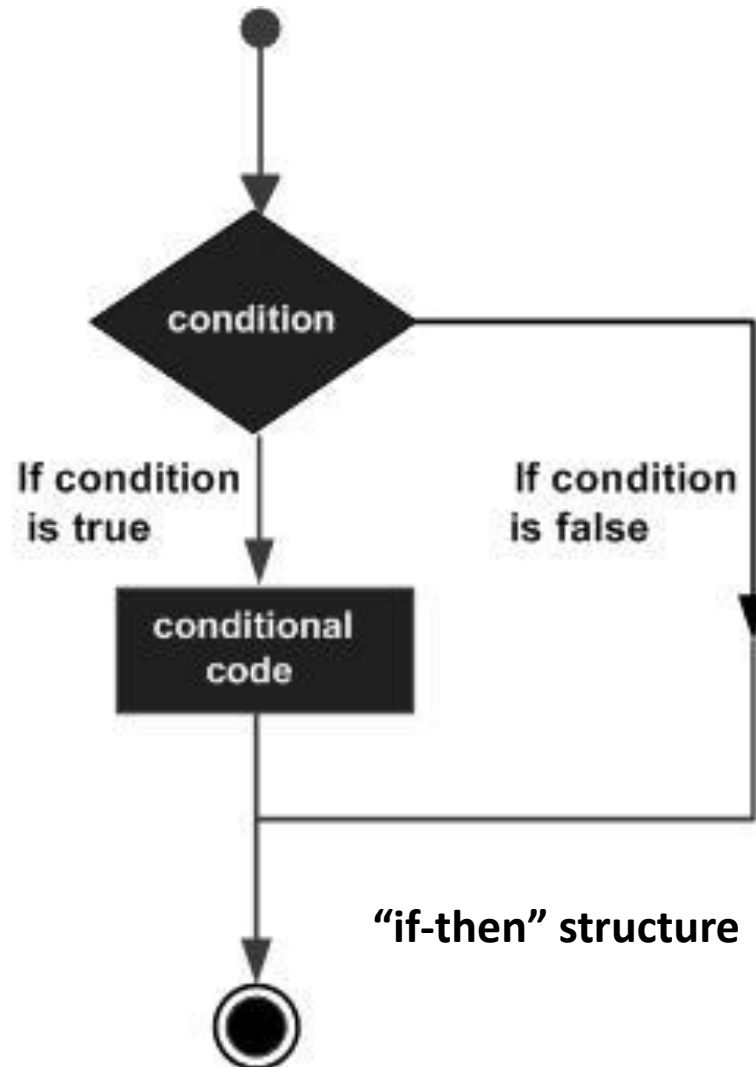 condition
If condition
is true
If condition
is false
conditional
code
“if-then” structure